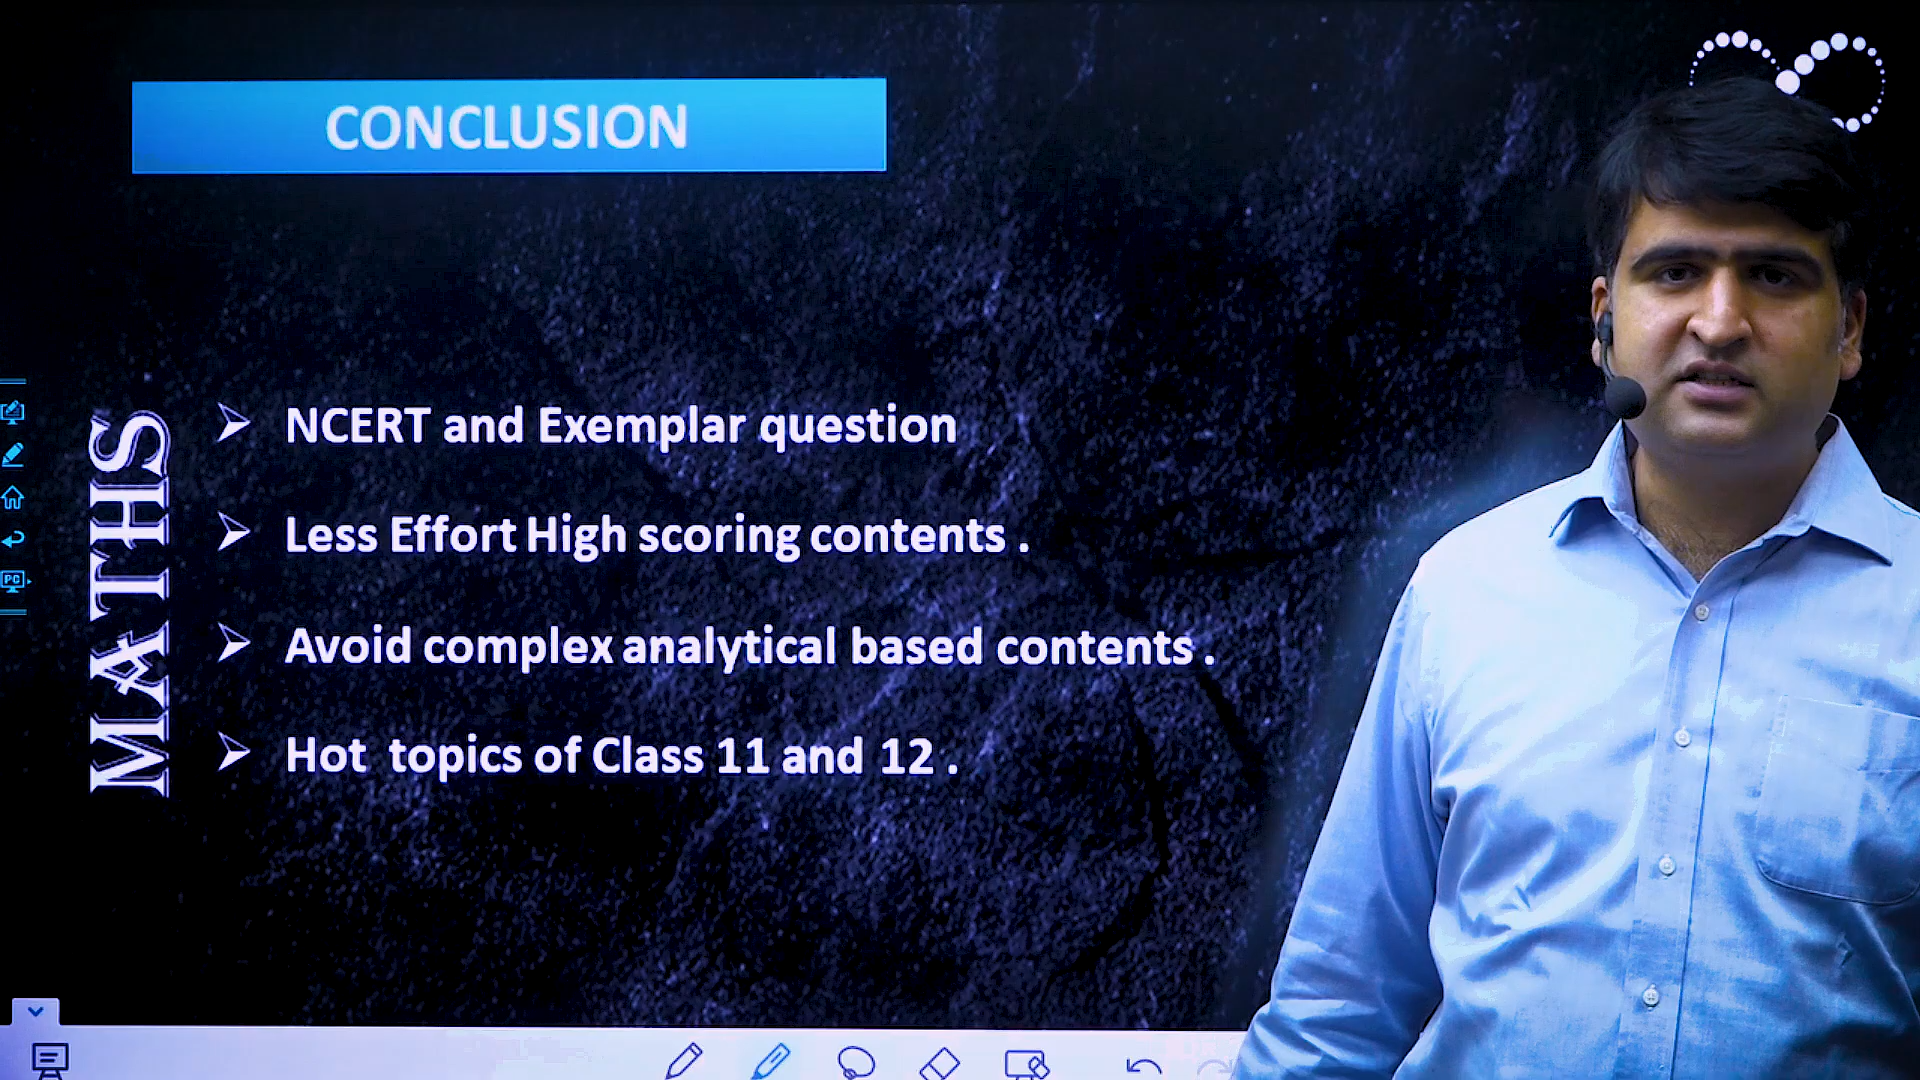 CONCLUSION
MATHS
NCERT and Exemplar question
Less Effort High scoring contents .
Avoid complex analytical based contents .
Hot topics of Class 11 and 12 .
PC